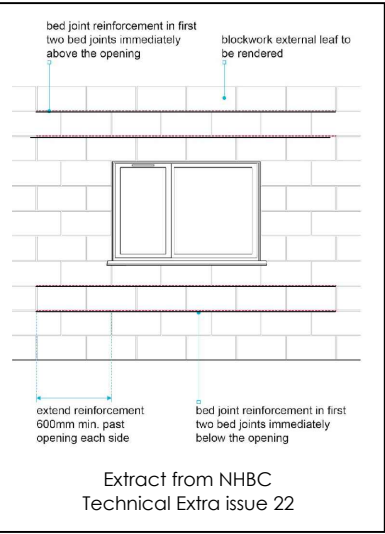 bed joint reinforcement in first
two bed joints immediately
above the opening
blockwork external leaf to
be rendered
extend reinforcement
600mm min. past
opening each side
bed joint reinforcement in first
two bed joints immediately
below the opening
Extract from NHBC
Technical Extra issue 22